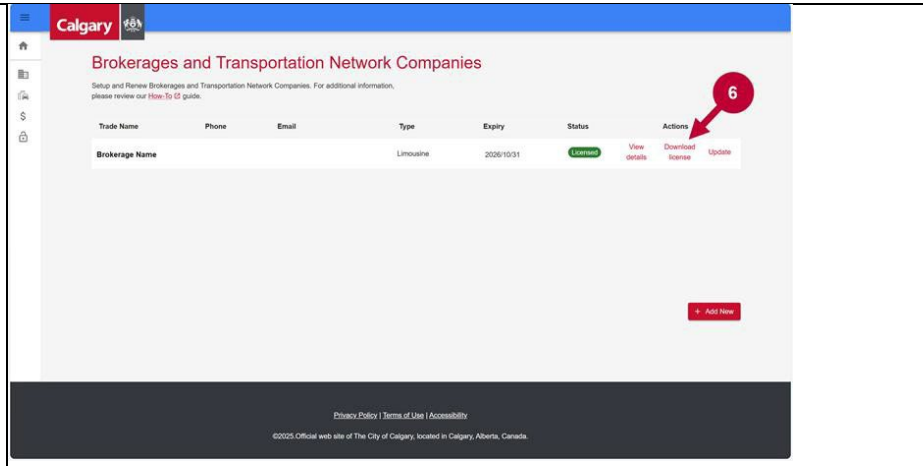 Calgary
Brokerages and Transportation Network Companies
Setup and Renew Brokerages and Transportation Network Companies. For additional information,
please review our How-To guide.
6
Trade Name Phone Email Type Expiry Status Actions
Brokerage Name Limousine 2026/10/31 Licensed View details Download license Update
+ Add New
Privacy Policy | Terms of Use | Accessibility
©2025.Official web site of The City of Calgary, located in Calgary, Alberta, Canada.